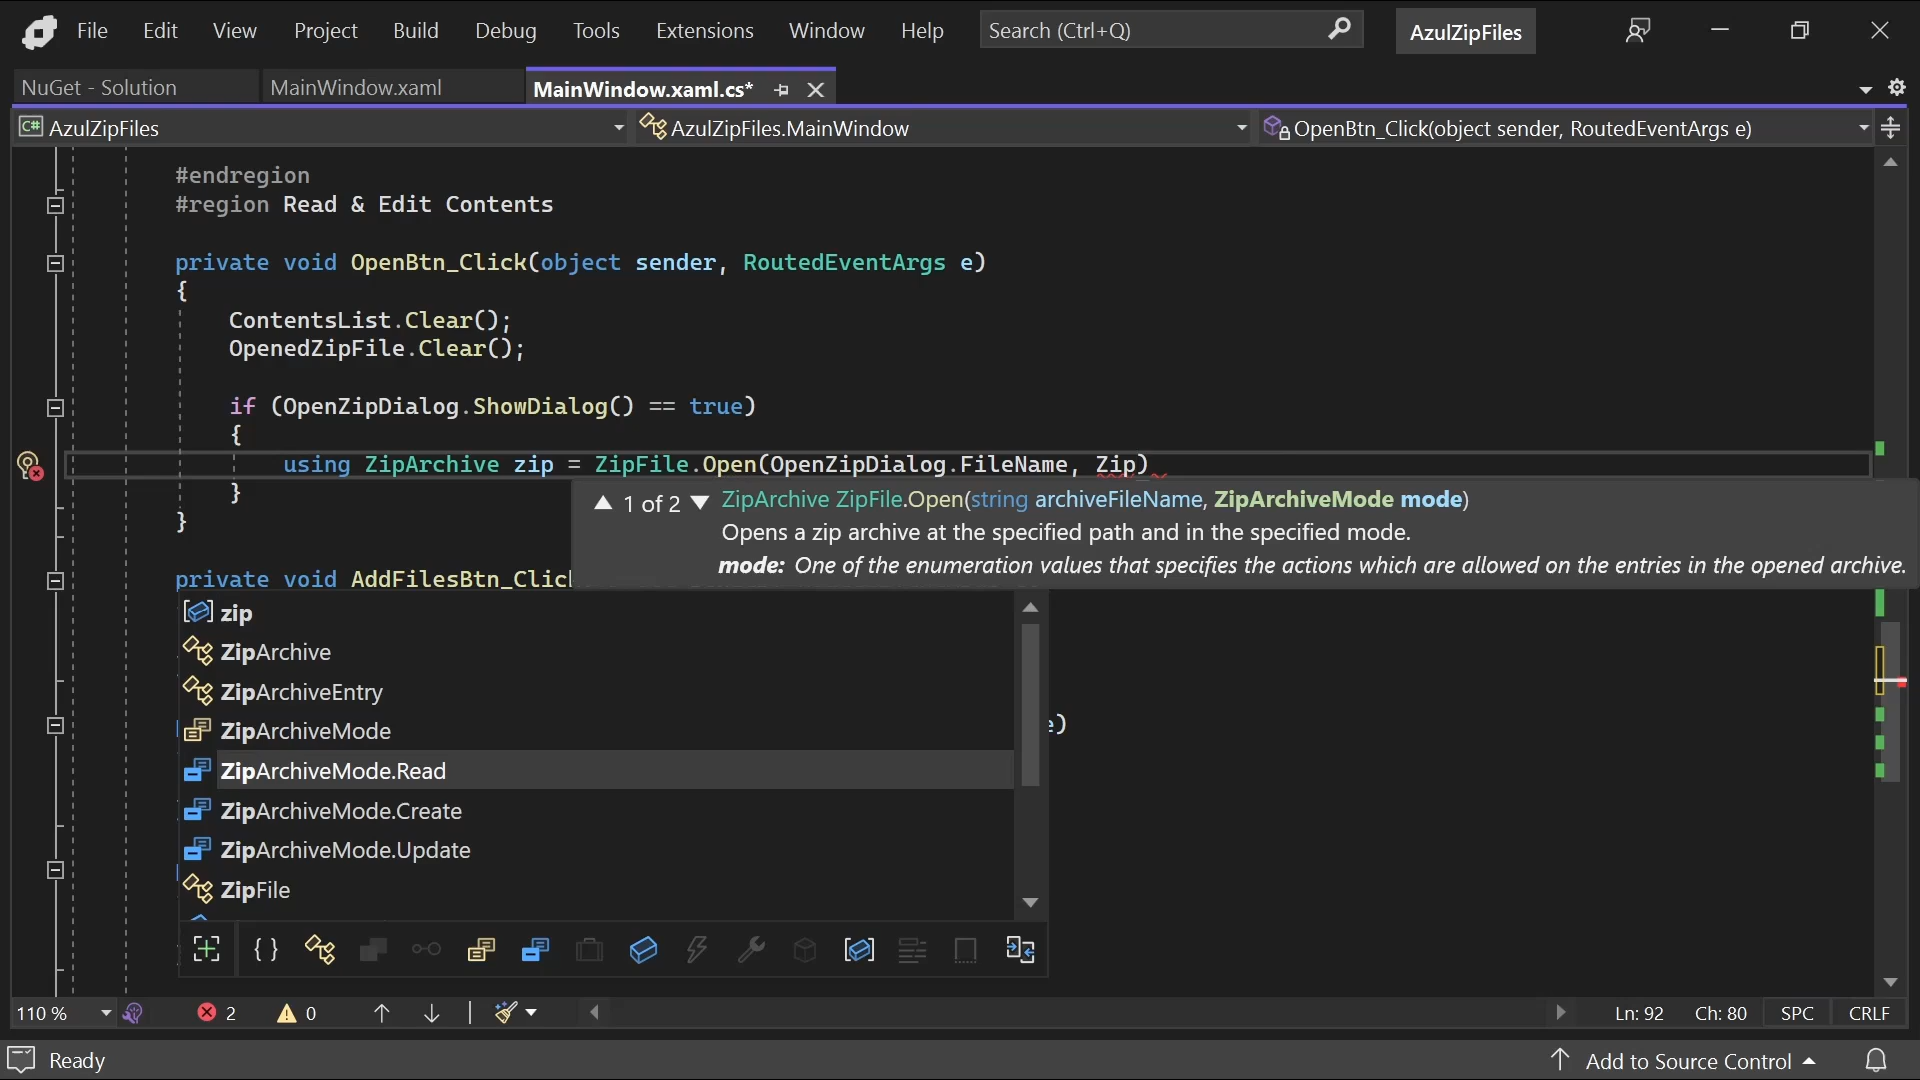 File Edit View Project Build Debug Tools Extensions Window Help Search (Ctrl+Q) AzulZipFiles
NuGet - Solution MainWindow.xaml MainWindow.xaml.cs*
C# AzulZipFiles AzulZipFiles.MainWindow OpenBtn_Click(object sender, RoutedEventArgs e)
#endregion
#region Read & Edit Contents
private void OpenBtn_Click(object sender, RoutedEventArgs e)
{
ContentsList.Clear();
OpenedZipFile.Clear();
if (OpenZipDialog.ShowDialog() == true)
{
using ZipArchive zip = ZipFile.Open(OpenZipDialog.FileName, Zip)
}
}
1 of 2 ZipArchive ZipFile.Open(string archiveFileName, ZipArchiveMode mode)
Opens a zip archive at the specified path and in the specified mode.
mode: One of the enumeration values that specifies the actions which are allowed on the entries in the opened archive.
private void AddFilesBtn_Clic
zip
ZipArchive
ZipArchiveEntry
ZipArchiveMode
e)
ZipArchiveMode.Read
ZipArchiveMode.Create
ZipArchiveMode.Update
ZipFile
110 % 2 0 Ln: 92 Ch: 80 SPC CRLF
Ready Add to Source Control